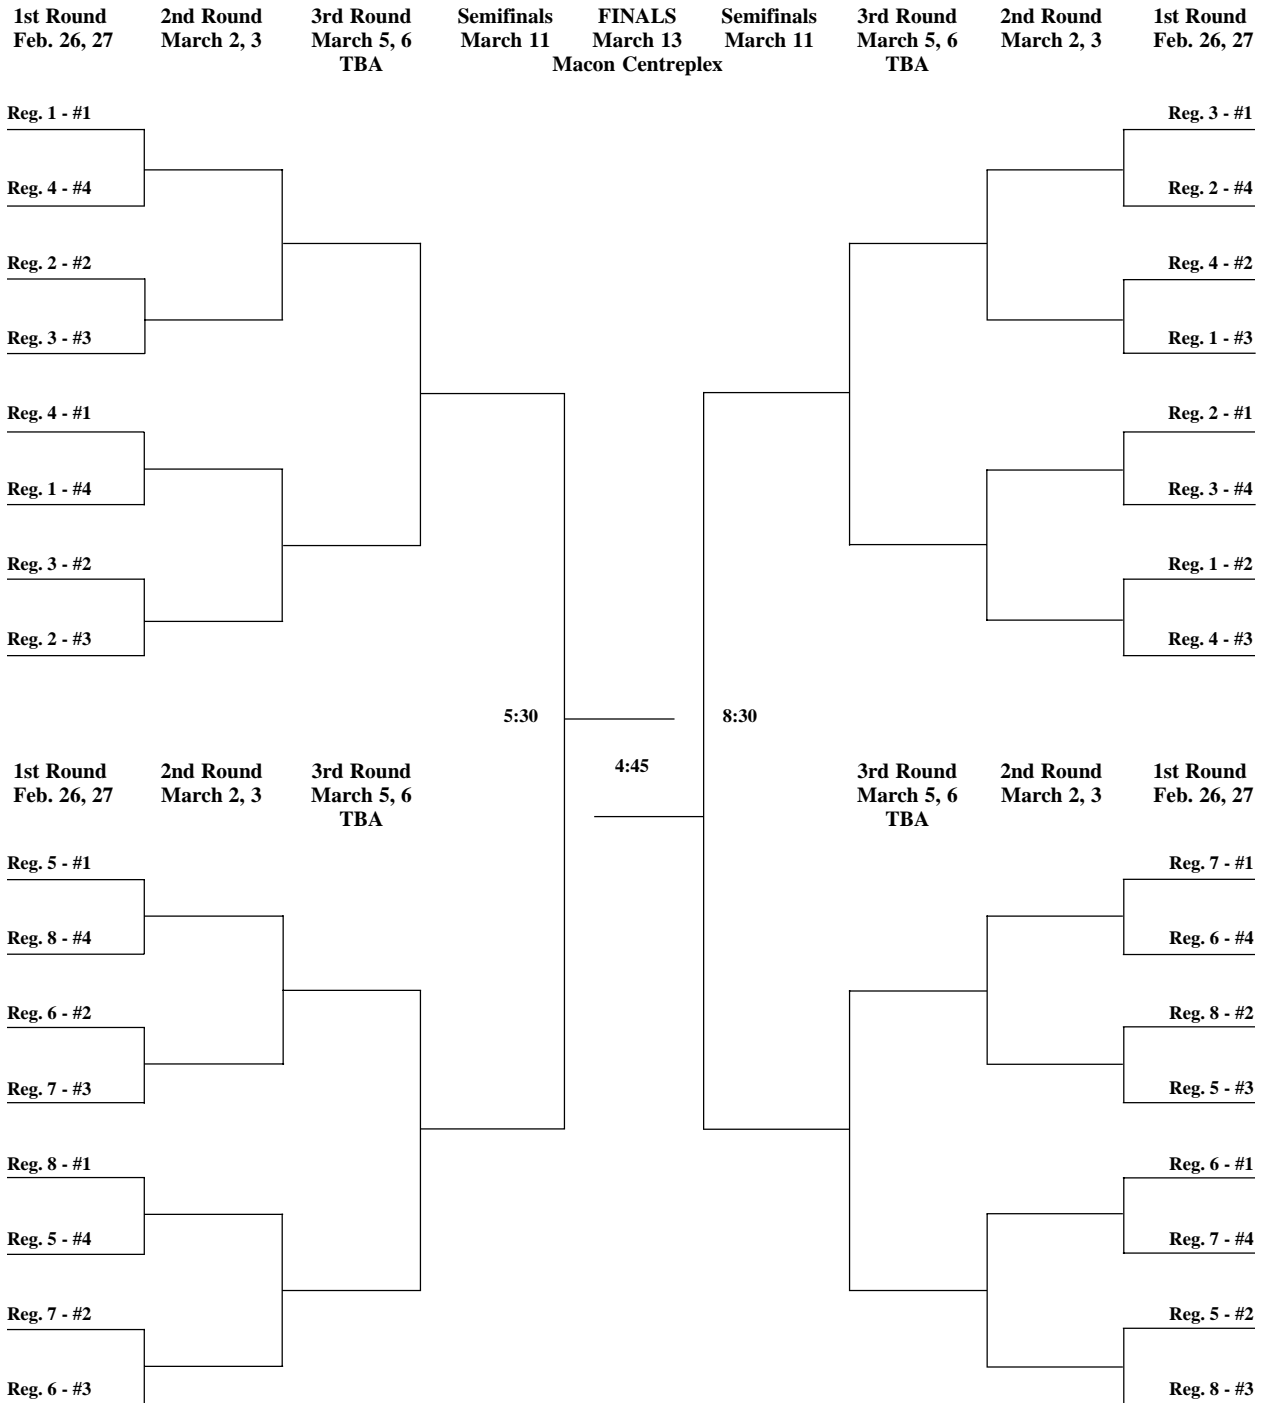 1st Round 2nd Round 3rd Round Semifinals FINALS Semifinals 3rd Round 2nd Round 1st Round
Feb. 26, 27 March 2, 3 March 5, 6 March 11 March 13 March 11 March 5, 6 March 2, 3 Feb. 26, 27
TBA Macon Centreplex TBA
Reg. 1 - #1 Reg. 3 - #1
Reg. 4 - #4 Reg. 2 - #4
Reg. 2 - #2 Reg. 4 - #2
Reg. 3 - #3 Reg. 1 - #3
Reg. 4 - #1 Reg. 2 - #1
Reg. 1 - #4 Reg. 3 - #4
Reg. 3 - #2 Reg. 1 - #2
Reg. 2 - #3 Reg. 4 - #3
5:30 8:30
4:45
1st Round 2nd Round 3rd Round 3rd Round 2nd Round 1st Round
Feb. 26, 27 March 2, 3 March 5, 6 March 5, 6 March 2, 3 Feb. 26, 27
TBA TBA
Reg. 5 - #1 Reg. 7 - #1
Reg. 8 - #4 Reg. 6 - #4
Reg. 6 - #2 Reg. 8 - #2
Reg. 7 - #3 Reg. 5 - #3
Reg. 8 - #1 Reg. 6 - #1
Reg. 5 - #4 Reg. 7 - #4
Reg. 7 - #2 Reg. 5 - #2
Reg. 6 - #3 Reg. 8 - #3